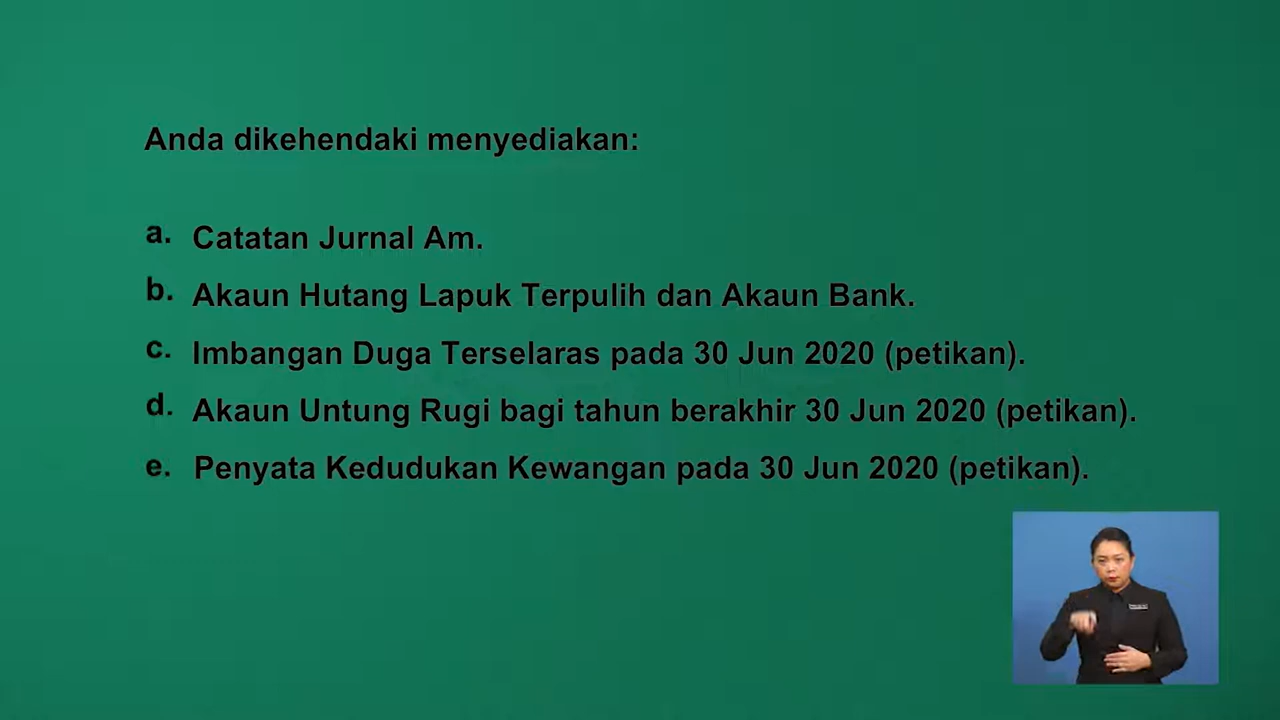 Anda dikehendaki menyediakan:
a. Catatan Jurnal Am.
b. Akaun Hutang Lapuk Terpulih dan Akaun Bank.
c. Imbangan Duga Terselaras pada 30 Jun 2020 (petikan).
d. Akaun Untung Rugi bagi tahun berakhir 30 Jun 2020 (petikan).
e. Penyata Kedudukan Kewangan pada 30 Jun 2020 (petikan).